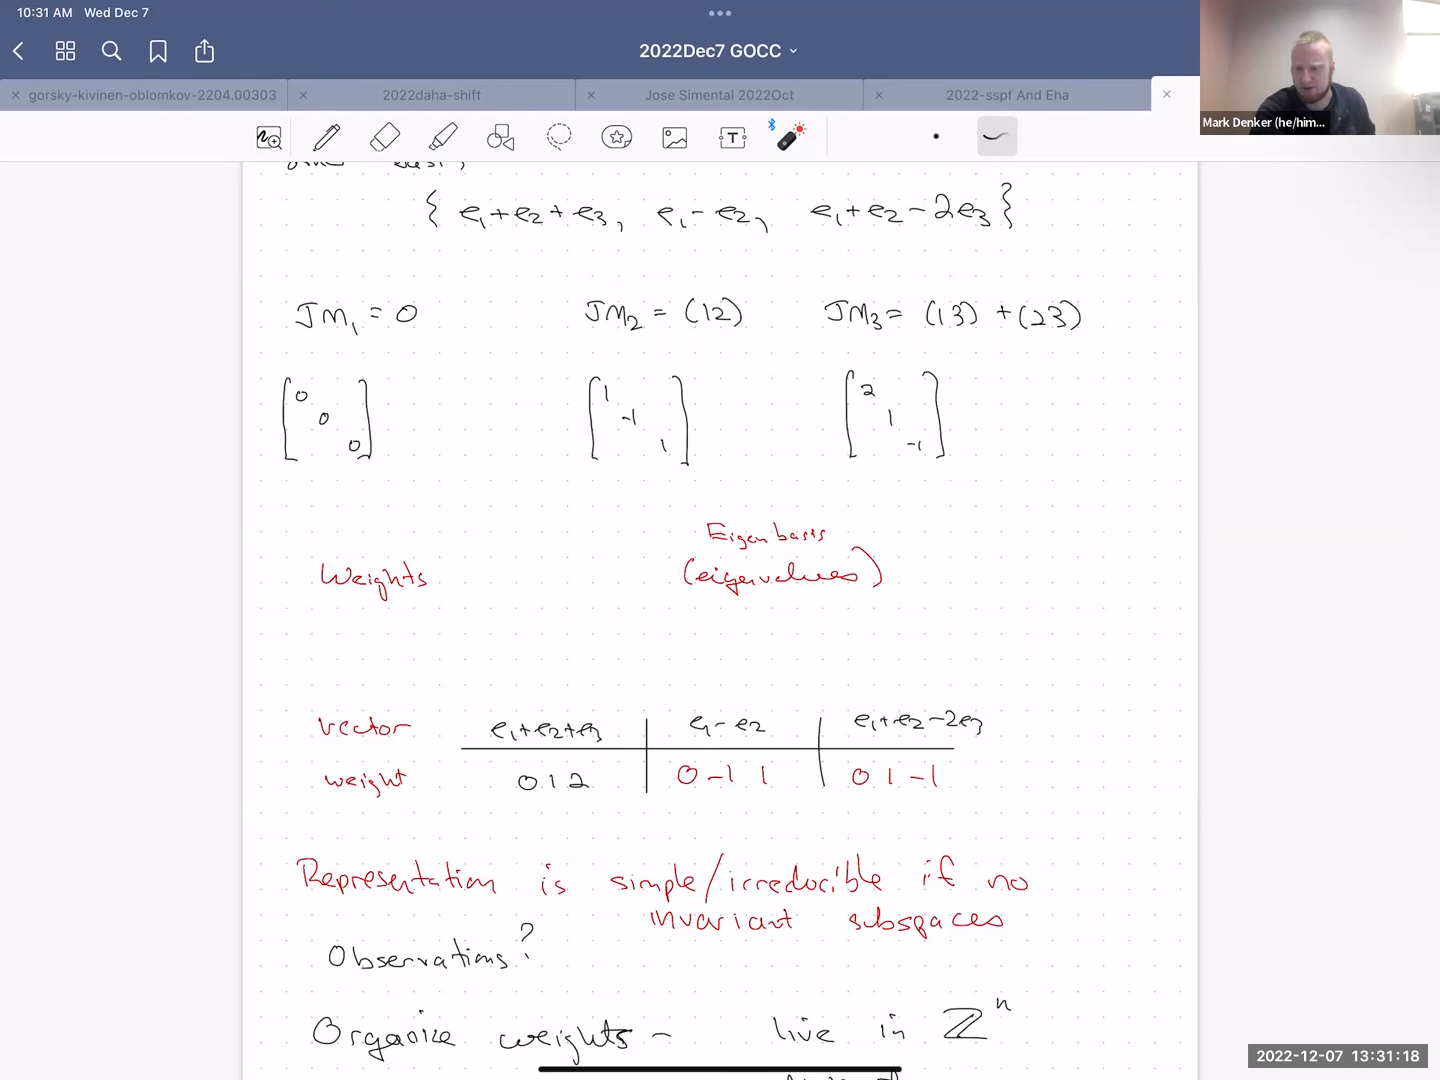 10:31 AM Wed Dec 7
2022Dec7 GOCC
gorsky-kivinen-oblomkov-2204.00303
2022daha-shift
Jose Simental 2022Oct
2022-sspf And Eha
Mark Denker (he/him...
{ e₁+e₂+e₃, e₁-e₂, e₁+e₂-2e₃ }
JM₁ = 0 JM₂ = (12) JM₃ = (13) + (23)
[0 0 0] [1 -1 1] [2 1 -1]
Eigenbasis
Weights (eigenvalues)
vector e₁+e₂+e₃ e₁-e₂ e₁+e₂-2e₃
weight 0 1 2 0 -1 1 0 1 -1
Representation is simple/irreducible if no
invariant subspaces
Observations?
Organize weights - live in ℤⁿ
2022-12-07 13:31:18